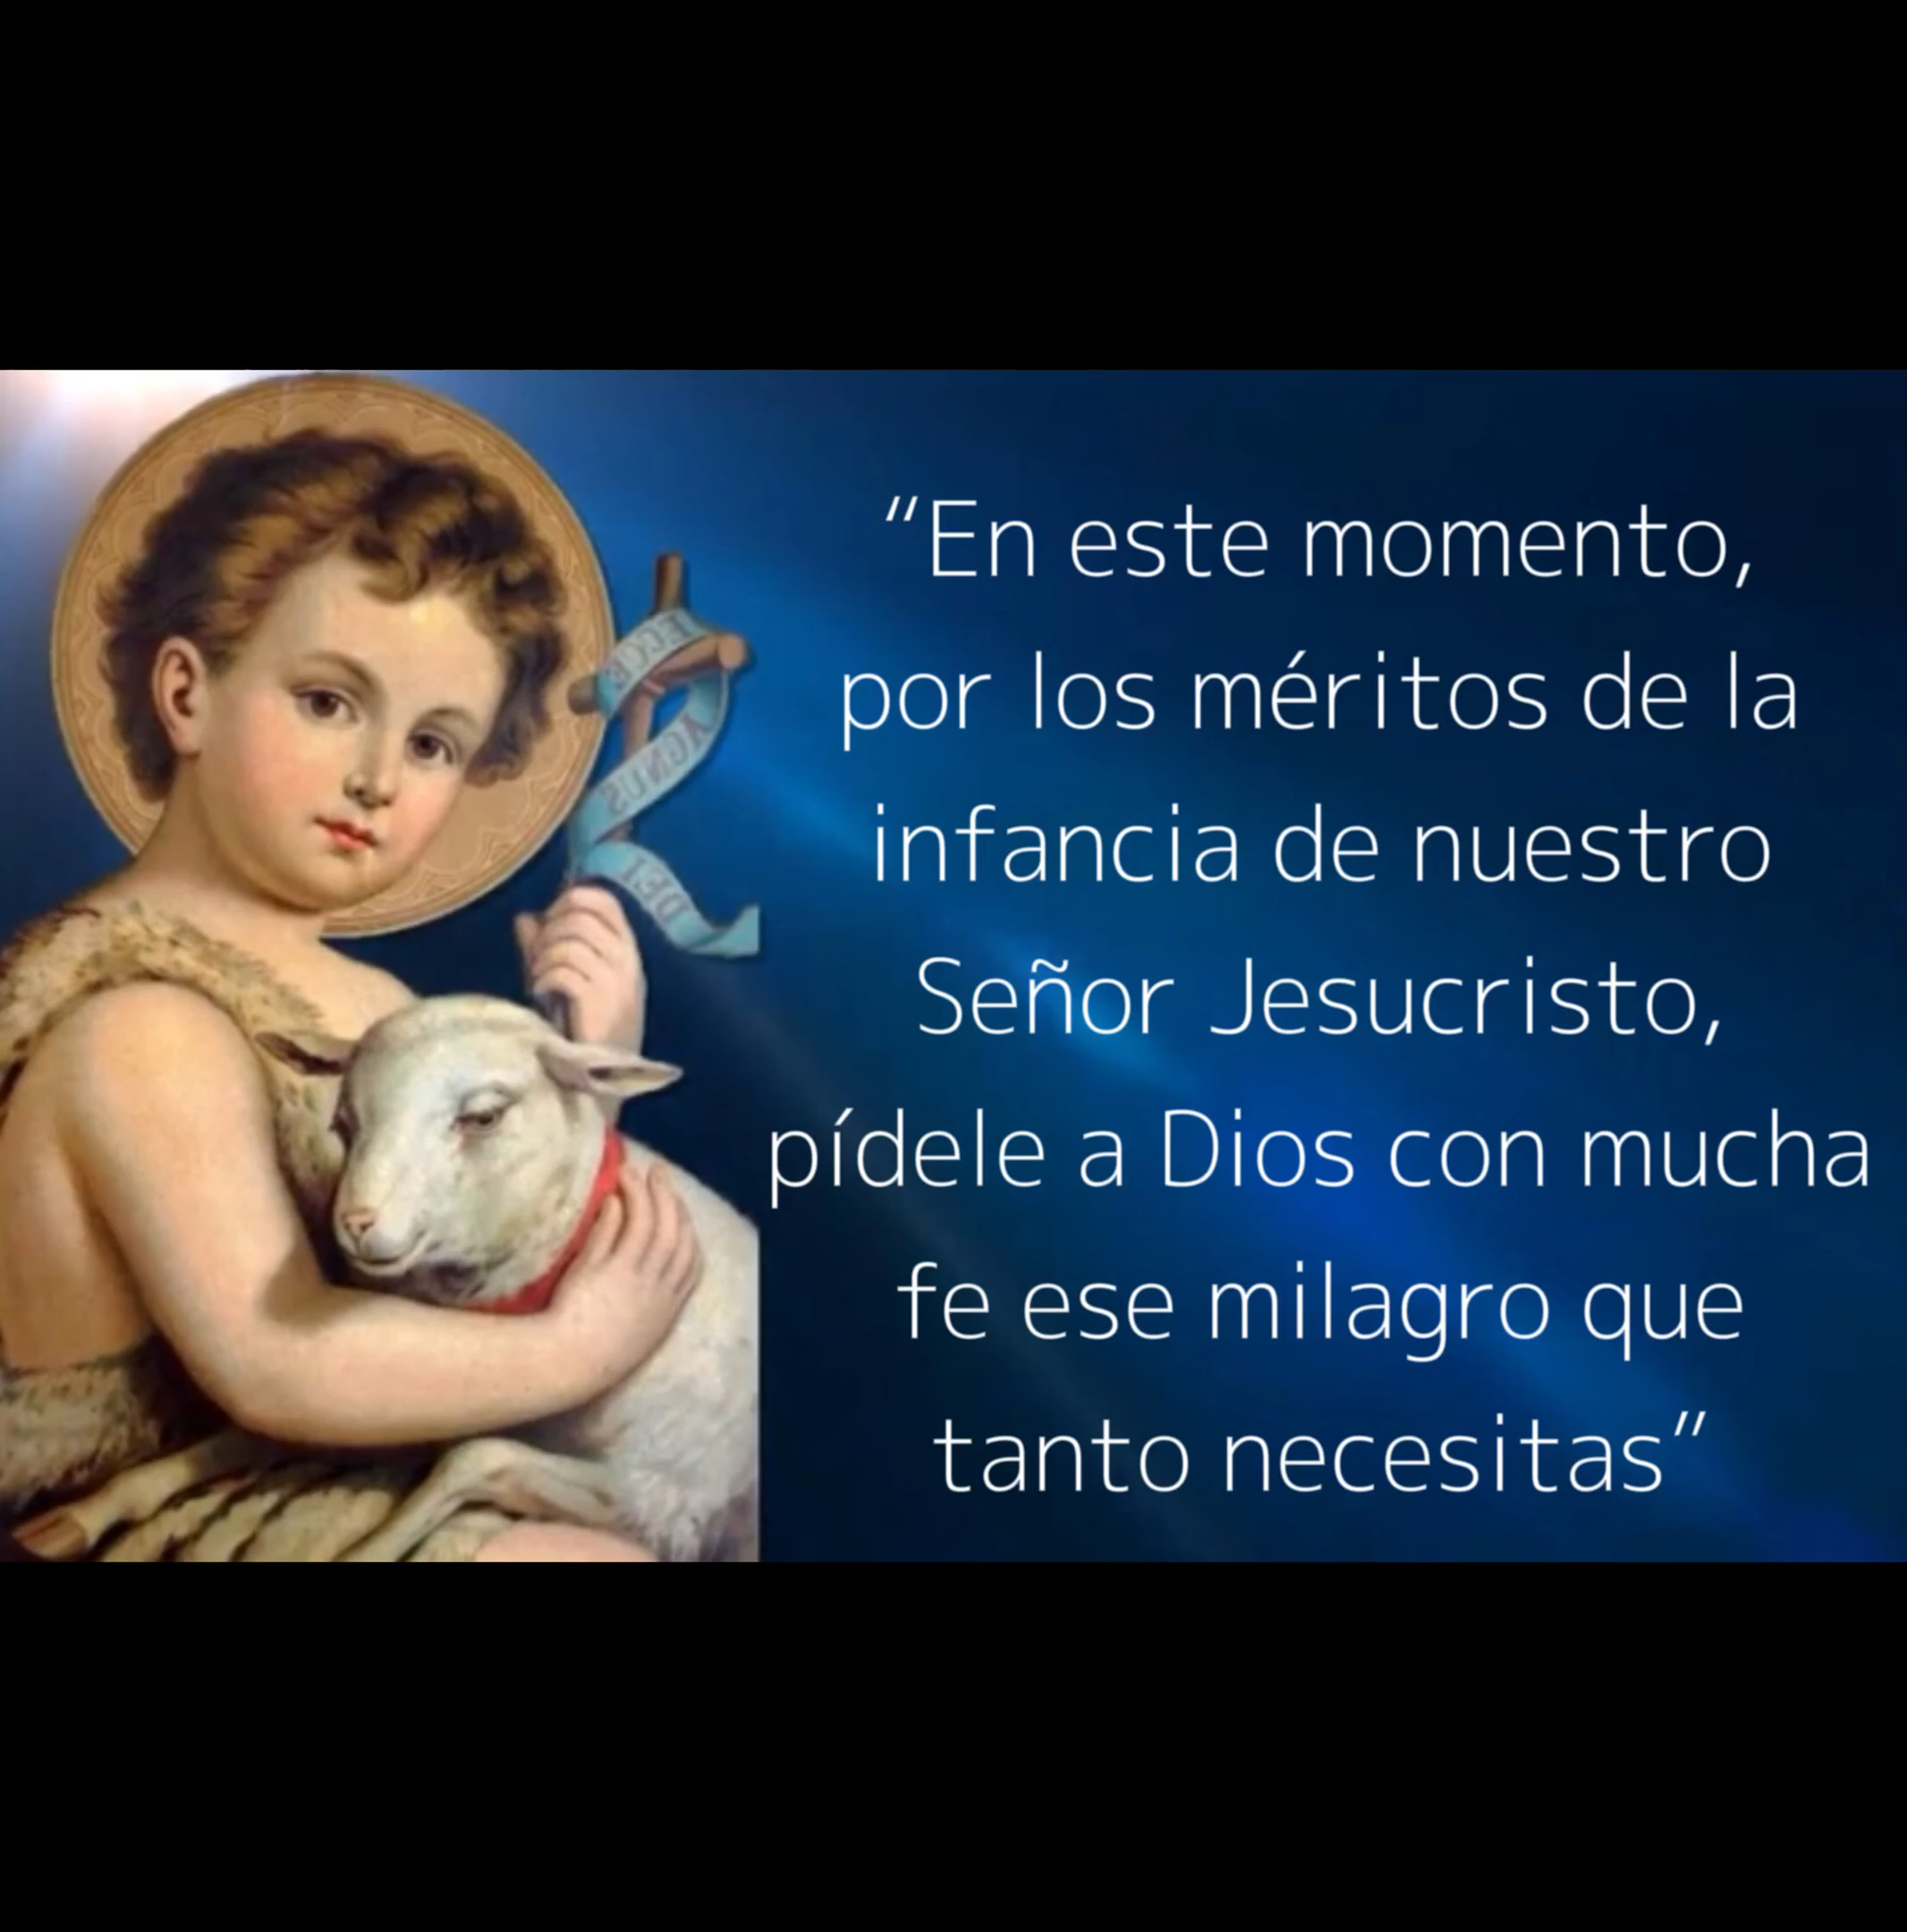 ECCE
AGNUS
DEI
“En este momento,
por los méritos de la
infancia de nuestro
Señor Jesucristo,
pídele a Dios con mucha
fe ese milagro que
tanto necesitas”